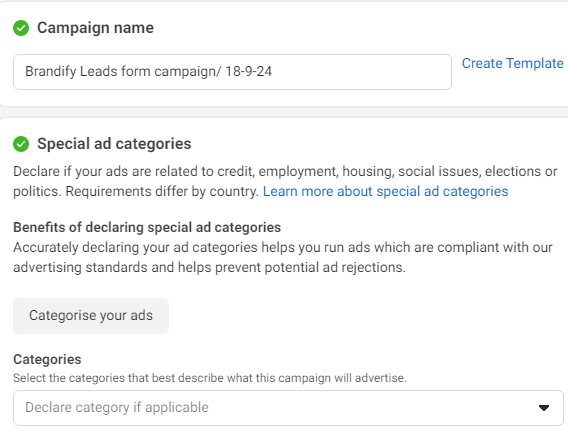 Campaign name
Brandify Leads form campaign/ 18-9-24
Create Template
Special ad categories
Declare if your ads are related to credit, employment, housing, social issues, elections or
politics. Requirements differ by country. Learn more about special ad categories
Benefits of declaring special ad categories
Accurately declaring your ad categories helps you run ads which are compliant with our
advertising standards and helps prevent potential ad rejections.
Categorise your ads
Categories
Select the categories that best describe what this campaign will advertise.
Declare category if applicable